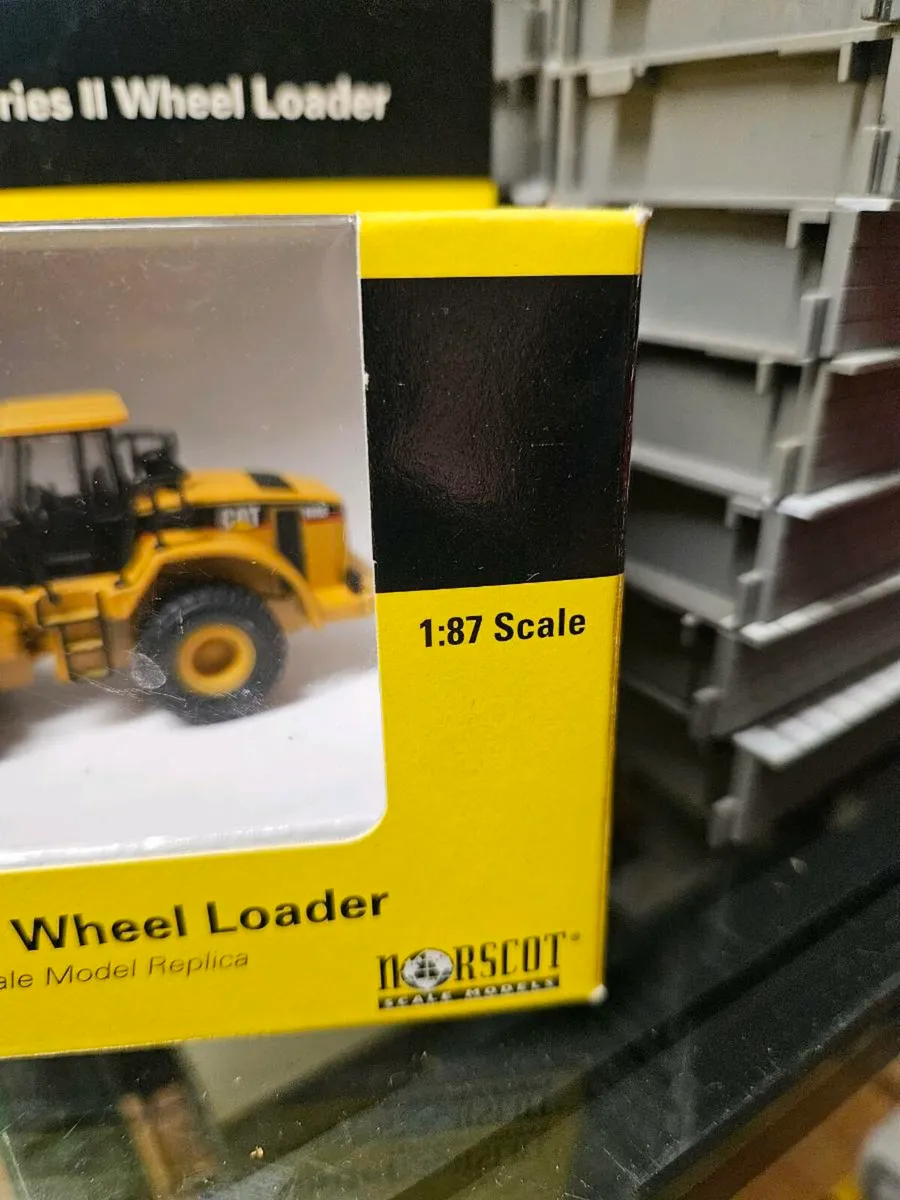 ries II Wheel Loader
CAT
1:87 Scale
Wheel Loader
ale Model Replica
NORSCOT®
SCALE MODELS